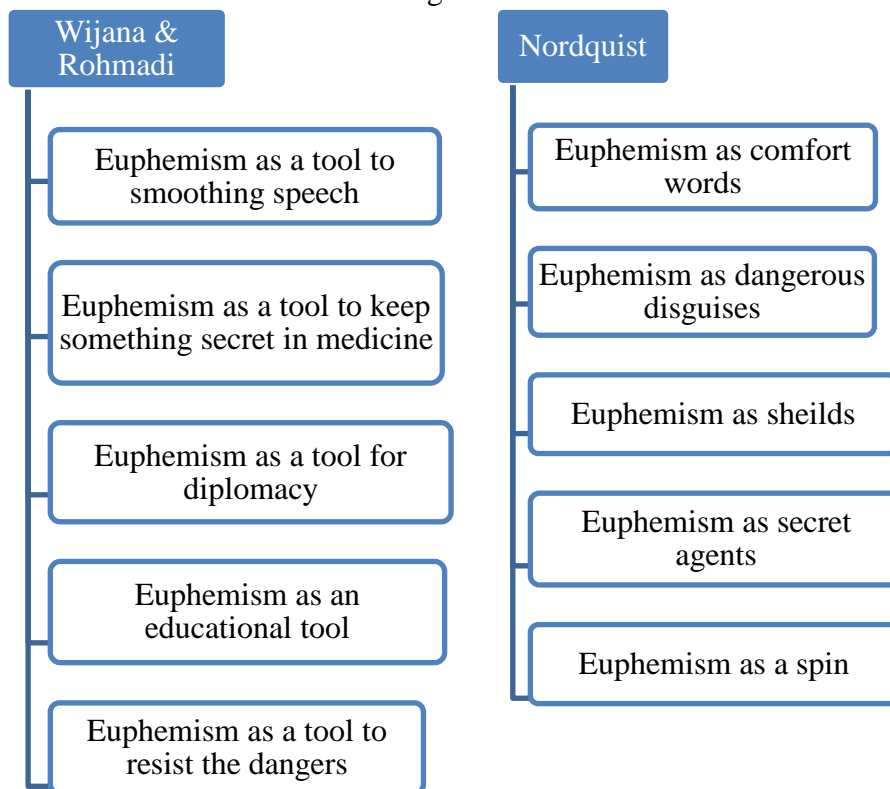 Wijana &
Rohmadi
Euphemism as a tool to
smoothing speech
Euphemism as a tool to keep
something secret in medicine
Euphemism as a tool for
diplomacy
Euphemism as an
educational tool
Euphemism as a tool to
resist the dangers
Nordquist
Euphemism as comfort
words
Euphemism as dangerous
disguises
Euphemism as sheilds
Euphemism as secret
agents
Euphemism as a spin